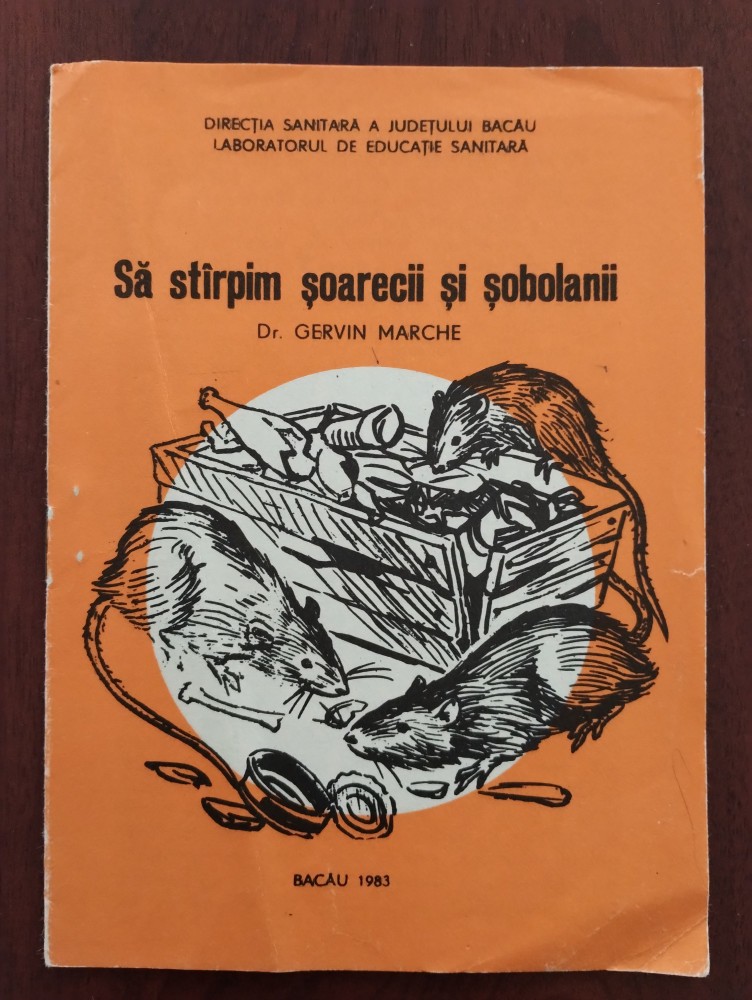 DIRECȚIA SANITARĂ A JUDEȚULUI BACĂU
LABORATORUL DE EDUCAȚIE SANITARĂ
Să stîrpim șoarecii și șobolanii
Dr. GERVIN MARCHE
BACĂU 1983